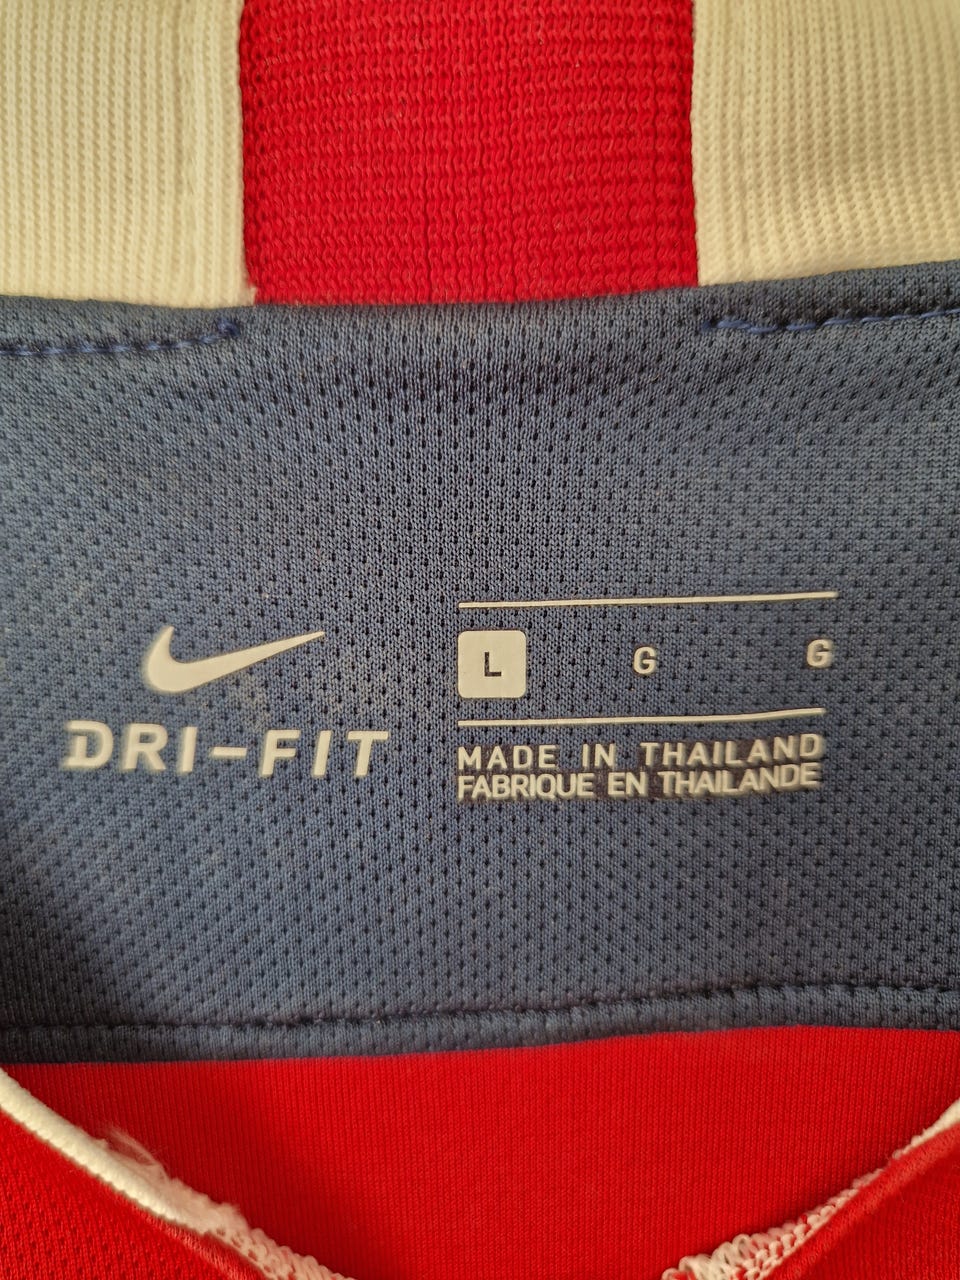 DRI-FIT
L G G
MADE IN THAILAND
FABRIQUE EN THAILANDE